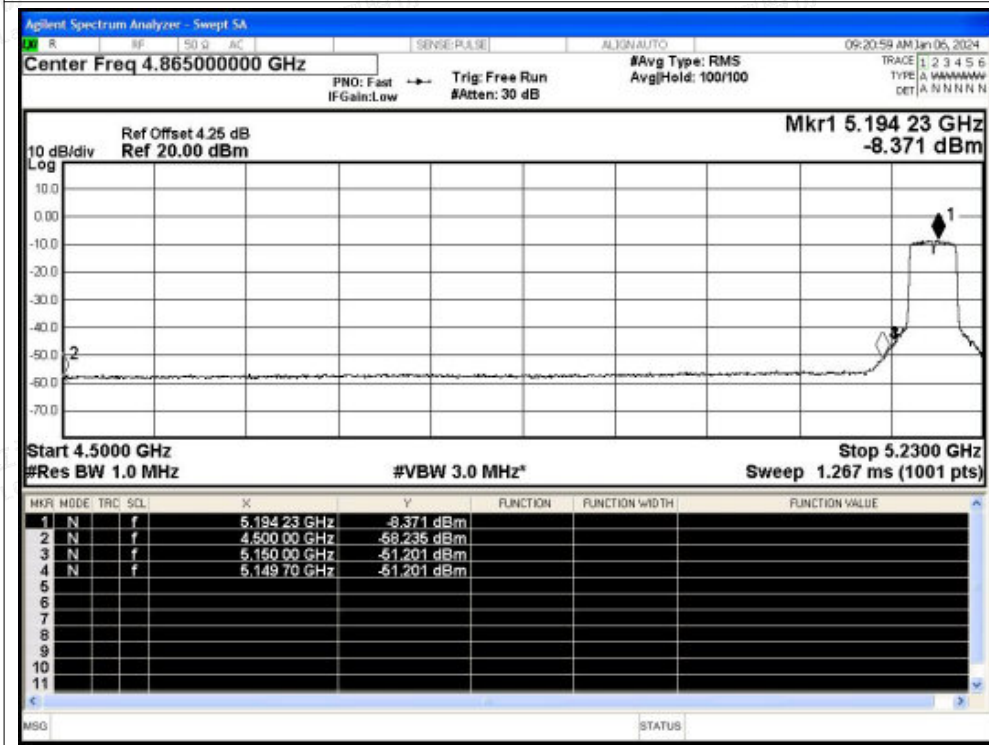 Agilent Spectrum Analyzer - Swept SA
LXI R RF 50 Ω AC SENSE:PULSE ALIGNAUTO 09:20:59 AM Jan 06, 2024
Center Freq 4.865000000 GHz
PNO: Fast
IFGain:Low
Trig: Free Run
#Atten: 30 dB
#Avg Type: RMS
Avg|Hold: 100/100
TRACE 1 2 3 4 5 6
TYPE A WWWWW
DET A N N N N N
Mkr1 5.194 23 GHz
-8.371 dBm
Ref Offset 4.25 dB
10 dB/div Ref 20.00 dBm
Log
10.0
0.00
-10.0
-20.0
-30.0
-40.0
-50.0
-60.0
-70.0
1
2
Start 4.5000 GHz Stop 5.2300 GHz
#Res BW 1.0 MHz #VBW 3.0 MHz* Sweep 1.267 ms (1001 pts)
MKR MODE TRC SCL X Y FUNCTION FUNCTION WIDTH FUNCTION VALUE
1 N f 5.194 23 GHz -8.371 dBm
2 N f 4.500 00 GHz -58.235 dBm
3 N f 5.150 00 GHz -51.201 dBm
4 N f 5.149 70 GHz -51.201 dBm
5
6
7
8
9
10
11
MSG STATUS